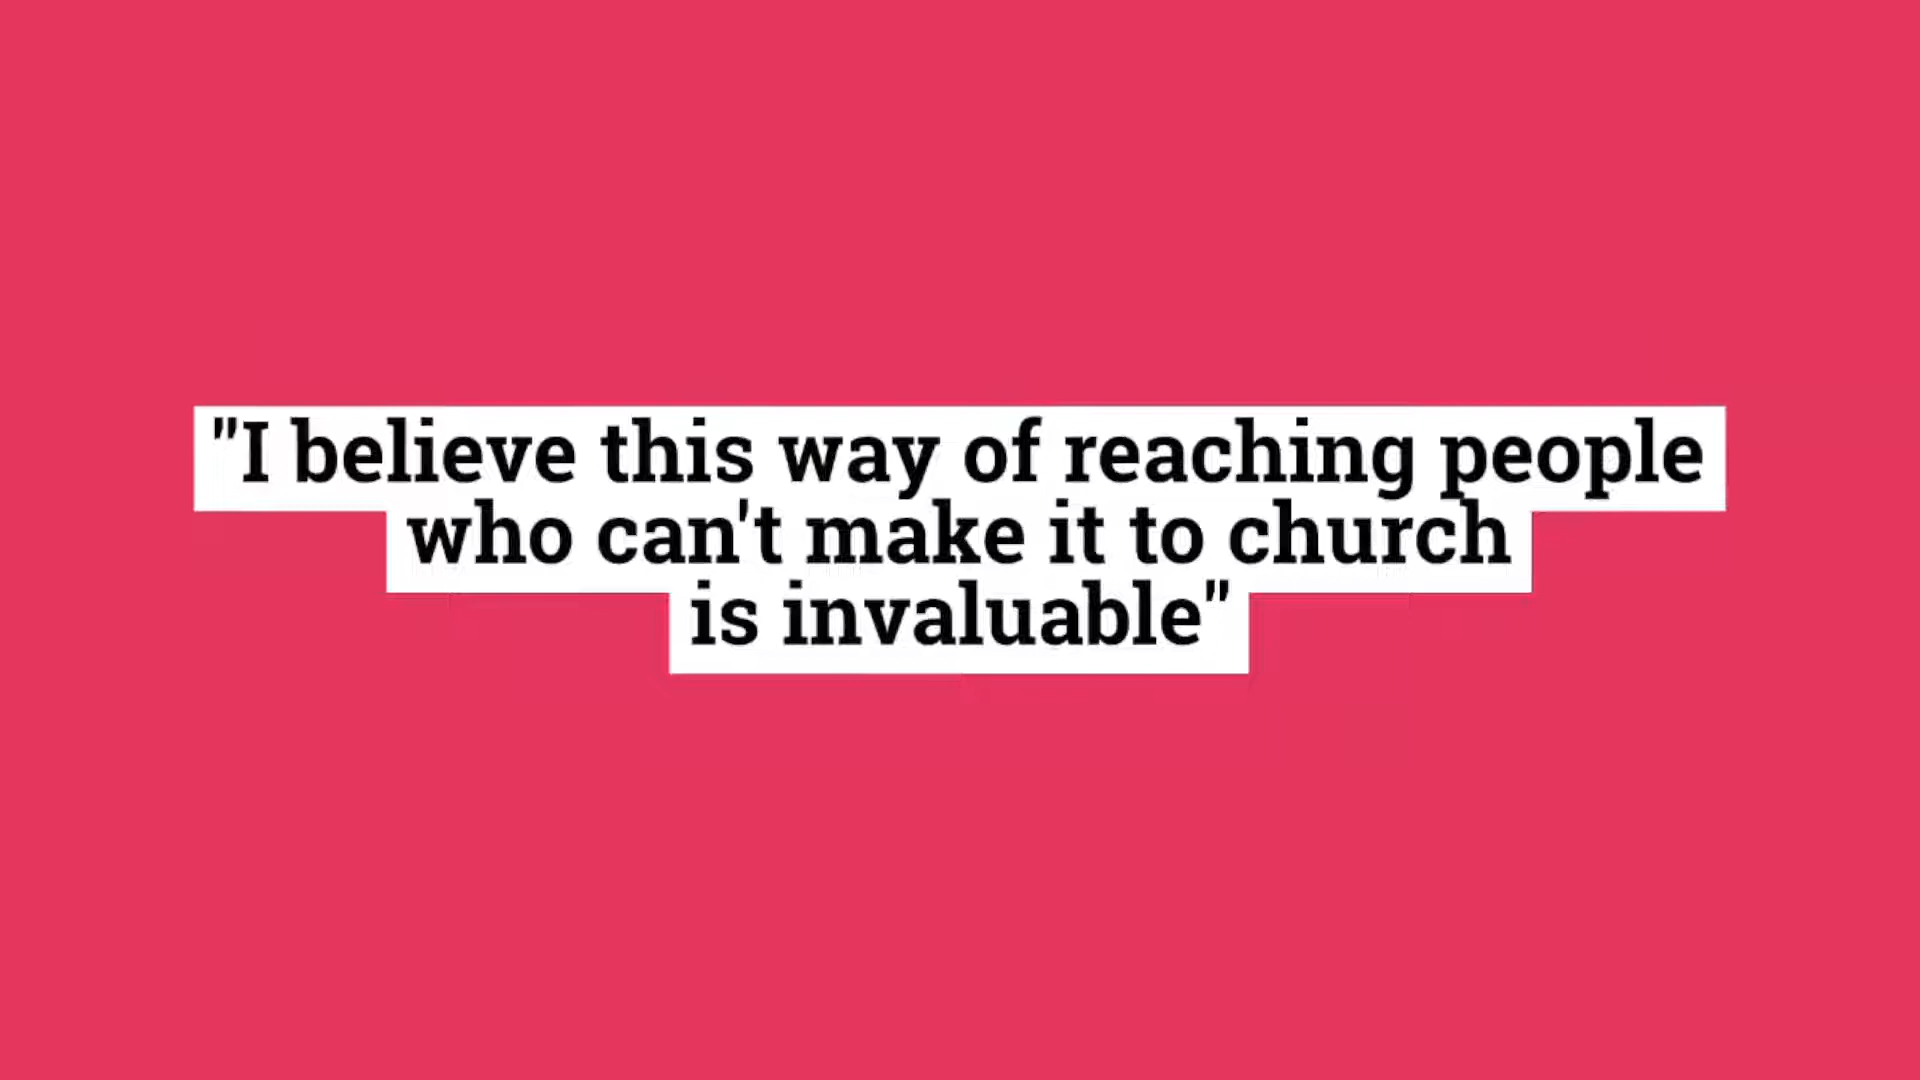 "I believe this way of reaching people
who can't make it to church
is invaluable"